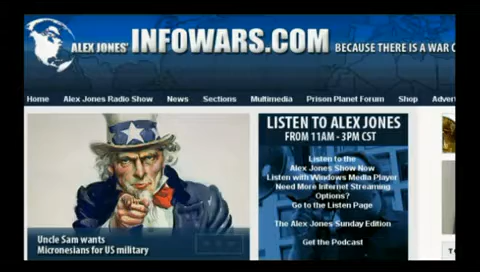 ALEX JONES' INFOWARS.COM BECAUSE THERE IS A WAR
Home Alex Jones Radio Show News Sections Multimedia Prison Planet Forum Shop Advert
LISTEN TO ALEX JONES
FROM 11AM - 3PM CST
Listen to the
Alex Jones Show Now
Listen with Windows Media Player
Need More Internet Streaming
Options?
Go to the Listen Page
The Alex Jones Sunday Edition
Get the Podcast
Uncle Sam wants
Micronesians for US military